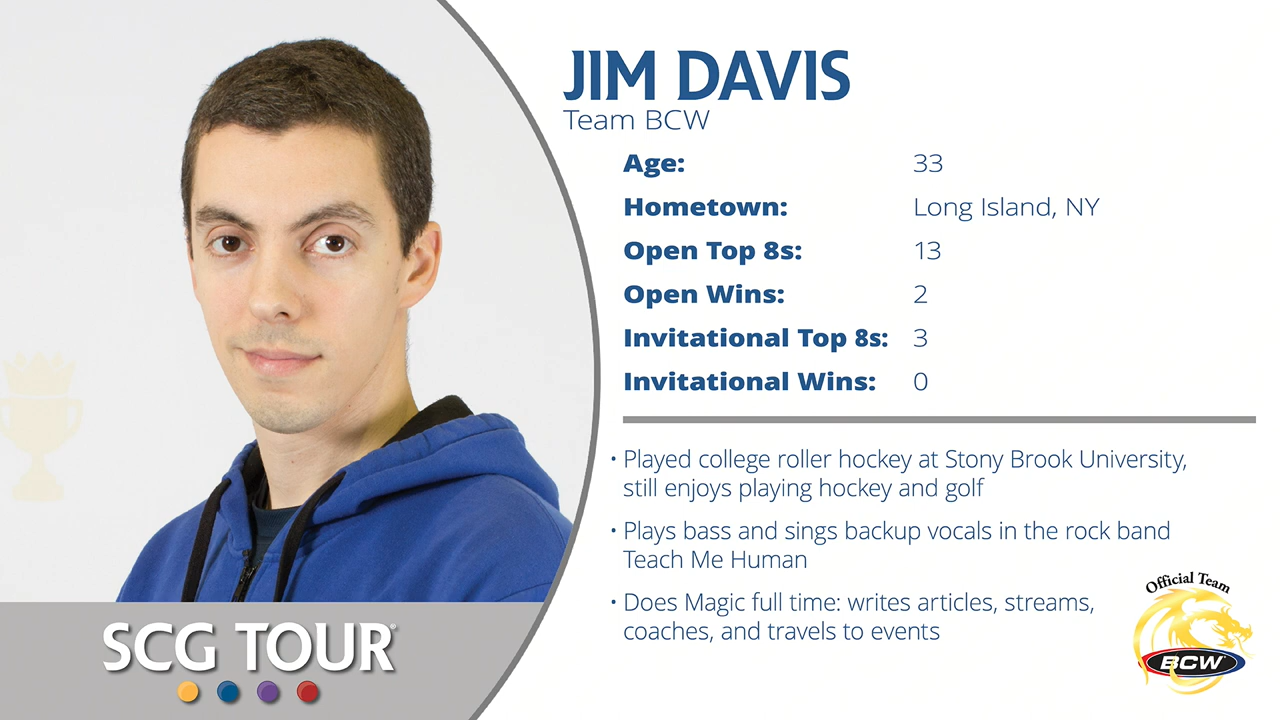 JIM DAVIS
Team BCW
Age: 33
Hometown: Long Island, NY
Open Top 8s: 13
Open Wins: 2
Invitational Top 8s: 3
Invitational Wins: 0
• Played college roller hockey at Stony Brook University,
still enjoys playing hockey and golf
• Plays bass and sings backup vocals in the rock band
Teach Me Human
• Does Magic full time: writes articles, streams,
coaches, and travels to events
Official Team
BCW
SCG TOUR®